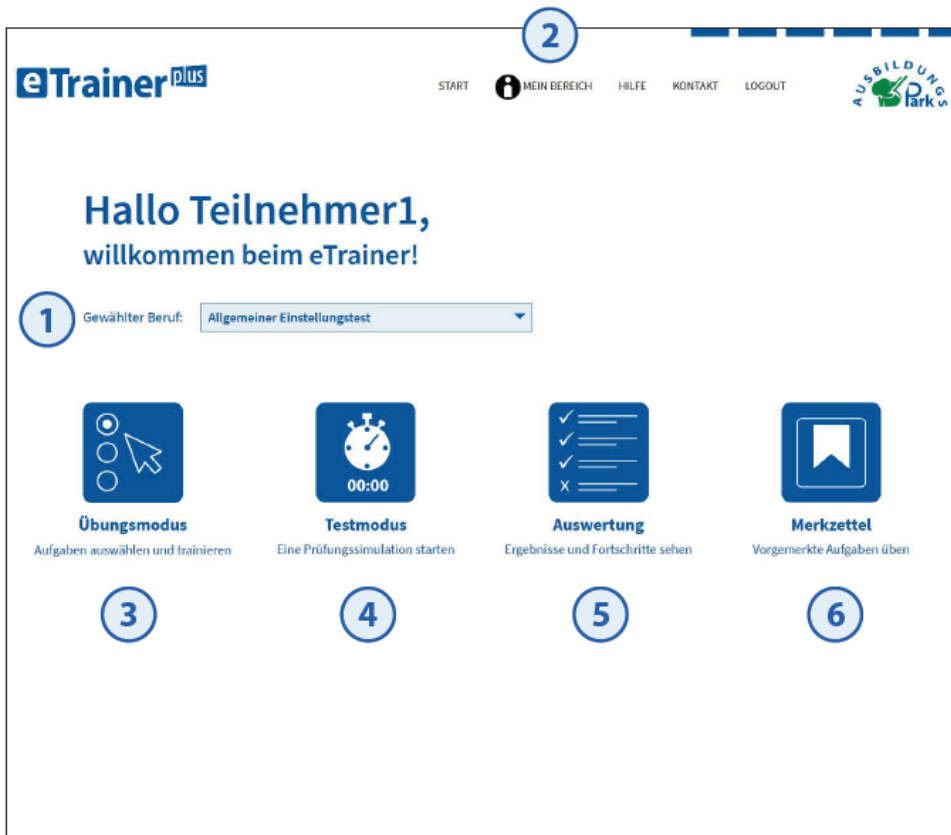 2
eTrainer plus
START MEIN BEREICH HILFE KONTAKT LOGOUT
AUSBILDUNGS
Park
Hallo Teilnehmer1,
willkommen beim eTrainer!
1 Gewählter Beruf: Allgemeiner Einstellungstest
00:00
Übungsmodus Testmodus Auswertung Merkzettel
Aufgaben auswählen und trainieren Eine Prüfungssimulation starten Ergebnisse und Fortschritte sehen Vorgemerkte Aufgaben üben
3 4 5 6